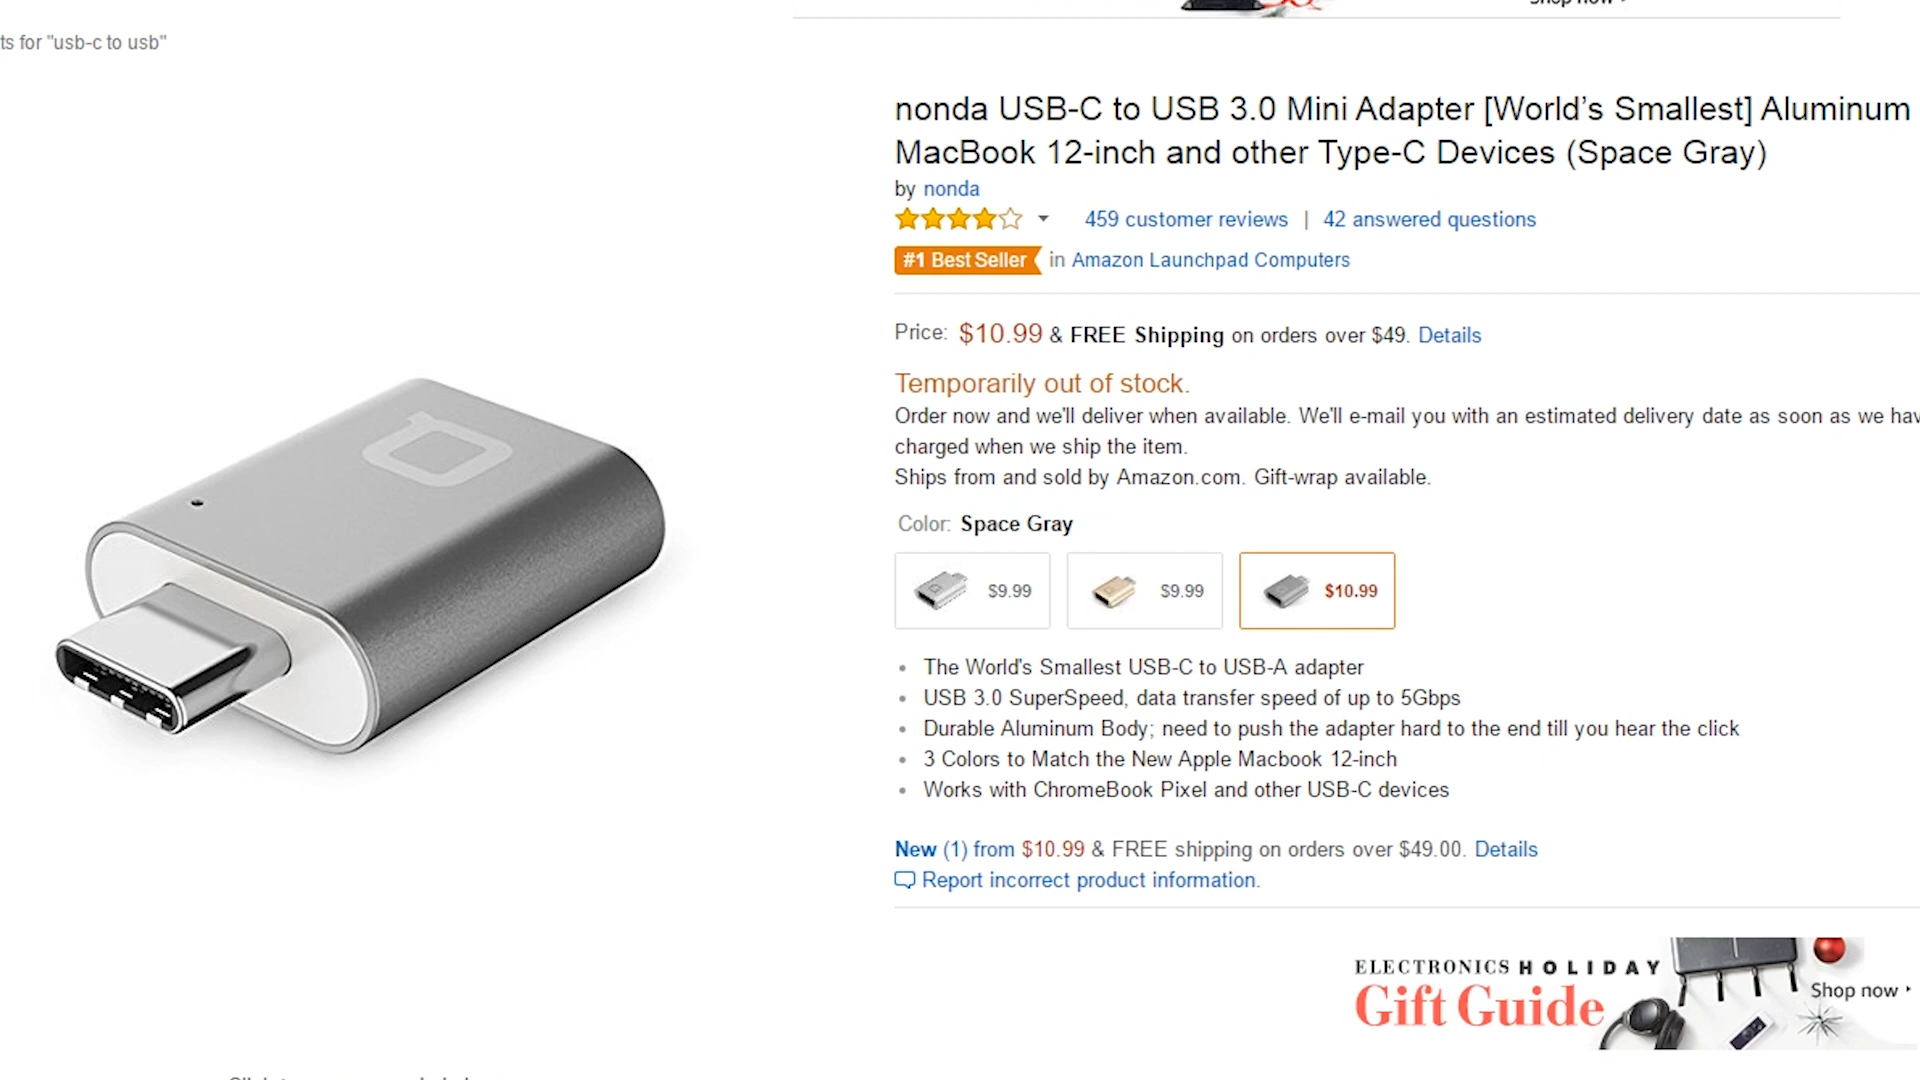 ts for "usb-c to usb"
nonda USB-C to USB 3.0 Mini Adapter [World’s Smallest] Aluminum
MacBook 12-inch and other Type-C Devices (Space Gray)
by nonda
459 customer reviews | 42 answered questions
#1 Best Seller in Amazon Launchpad Computers
Price: $10.99 & FREE Shipping on orders over $49. Details
Temporarily out of stock.
Order now and we'll deliver when available. We'll e-mail you with an estimated delivery date as soon as we hav
charged when we ship the item.
Ships from and sold by Amazon.com. Gift-wrap available.
Color: Space Gray
$9.99 $9.99 $10.99
• The World's Smallest USB-C to USB-A adapter
• USB 3.0 SuperSpeed, data transfer speed of up to 5Gbps
• Durable Aluminum Body; need to push the adapter hard to the end till you hear the click
• 3 Colors to Match the New Apple Macbook 12-inch
• Works with ChromeBook Pixel and other USB-C devices
New (1) from $10.99 & FREE shipping on orders over $49.00. Details
Report incorrect product information.
ELECTRONICS HOLIDAY
Gift Guide
Shop now